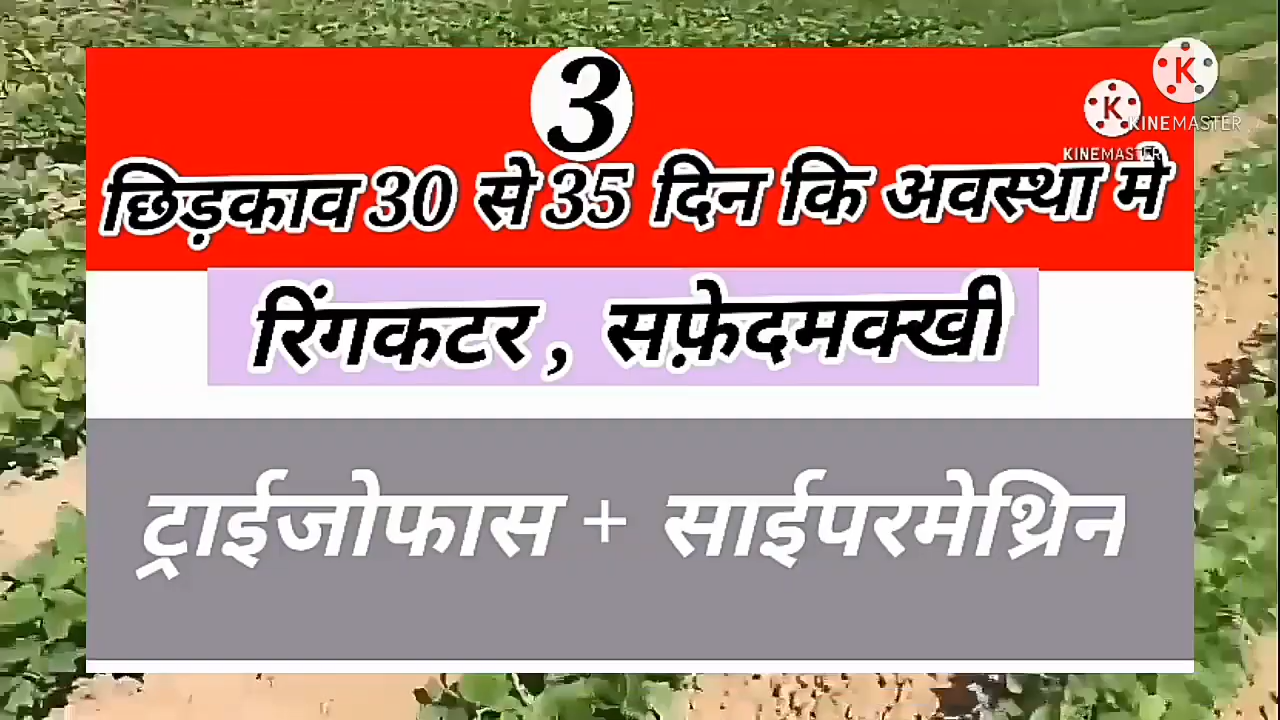 3
छिड़काव 30 से 35 दिन कि अवस्था मे
रिंगकटर, सफ़ेदमक्खी
ट्राईजोफास + साईपरमेथ्रिन
KINEMASTER
KINEMASTER